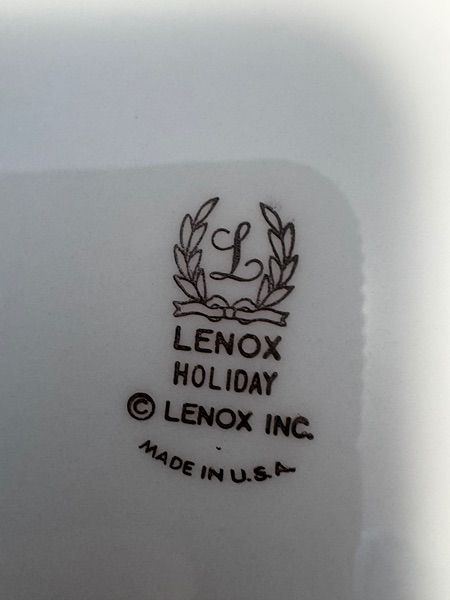 L
LENOX
HOLIDAY
© LENOX INC.
MADE IN U.S.A